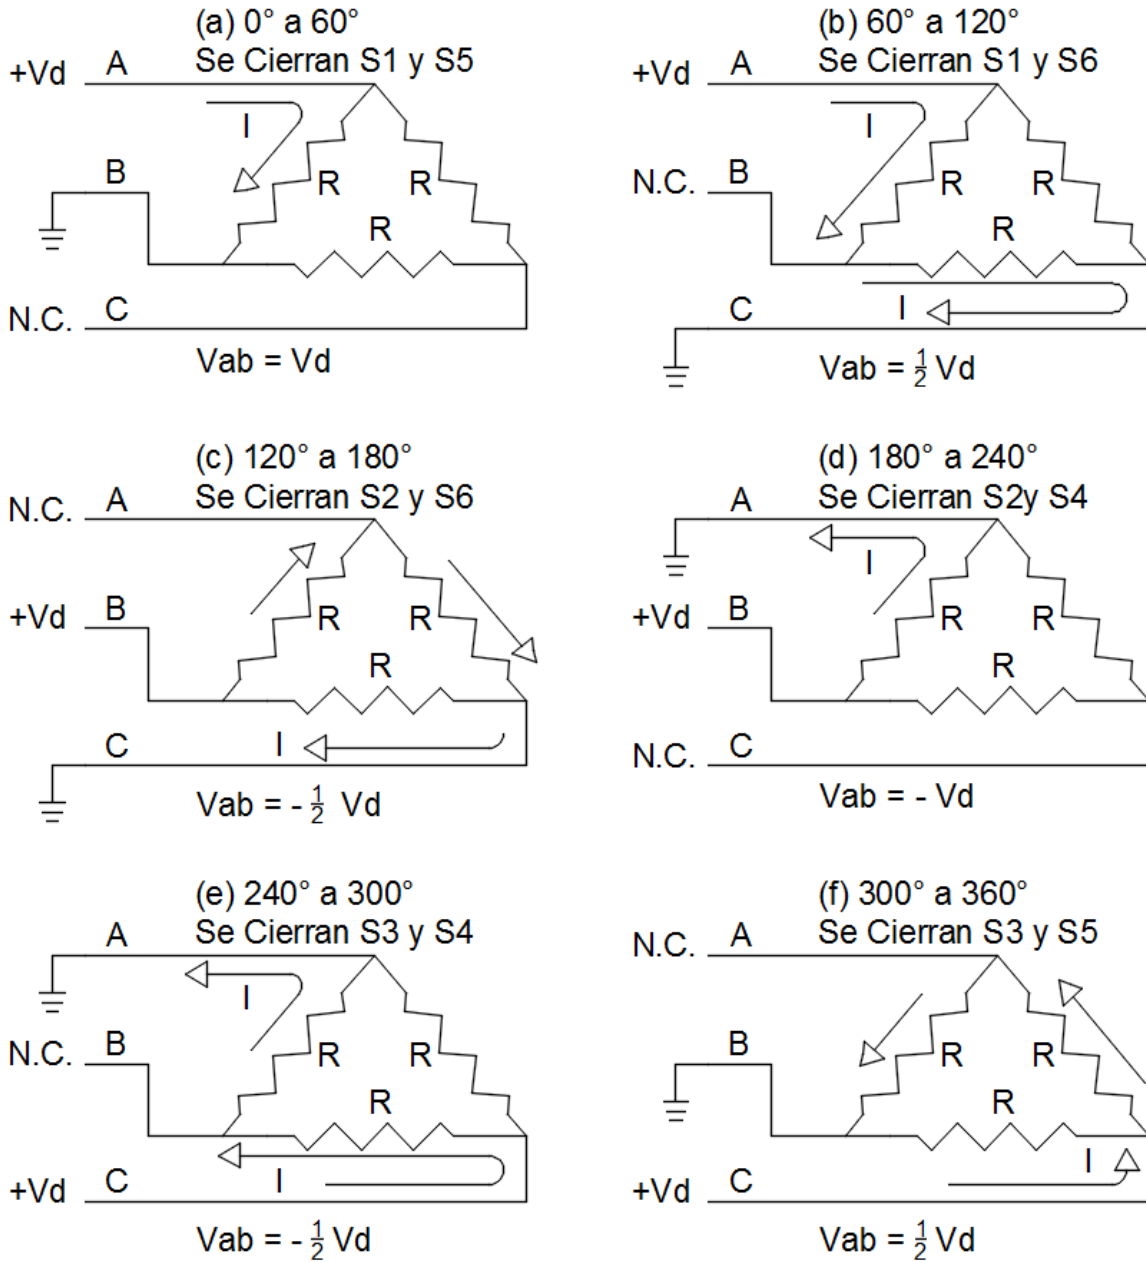 (a) 0° a 60°
Se Cierran S1 y S5
+Vd A
I
B
R R
R
N.C. C
Vab = Vd
(b) 60° a 120°
Se Cierran S1 y S6
+Vd A
I
N.C. B
R R
R
C I
Vab = ½ Vd
(c) 120° a 180°
Se Cierran S2 y S6
N.C. A
+Vd B
R R
R
C I
Vab = - ½ Vd
(d) 180° a 240°
Se Cierran S2y S4
A
I
+Vd B
R R
R
N.C. C
Vab = - Vd
(e) 240° a 300°
Se Cierran S3 y S4
A
I
N.C. B
R R
R
+Vd C I
Vab = - ½ Vd
(f) 300° a 360°
Se Cierran S3 y S5
N.C. A
B
R R
R
I
+Vd C
Vab = ½ Vd